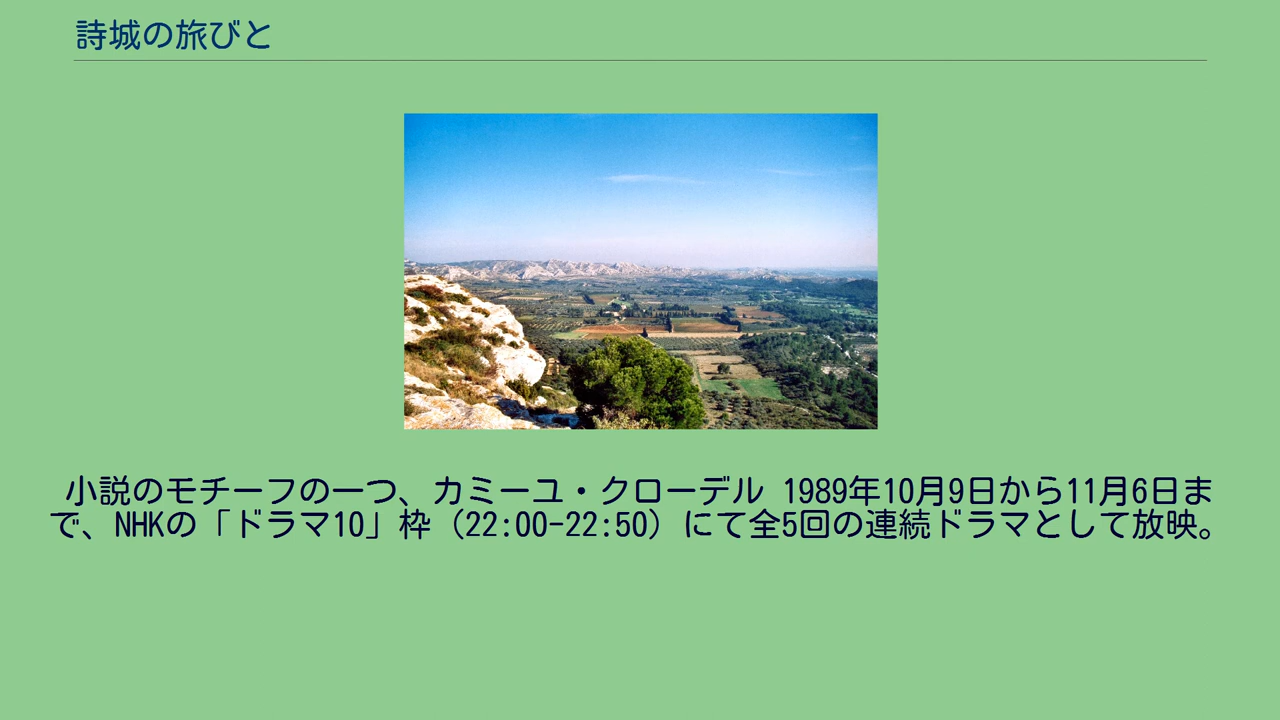 詩城の旅びと
小説のモチーフの一つ、カミーユ・クローデル 1989年10月9日から11月6日ま
で、NHKの「ドラマ10」枠（22:00-22:50）にて全5回の連続ドラマとして放映。